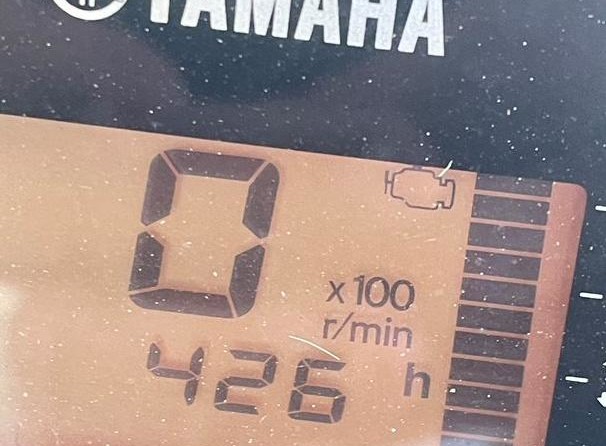 YAMAHA
0
x100
r/min
426 h